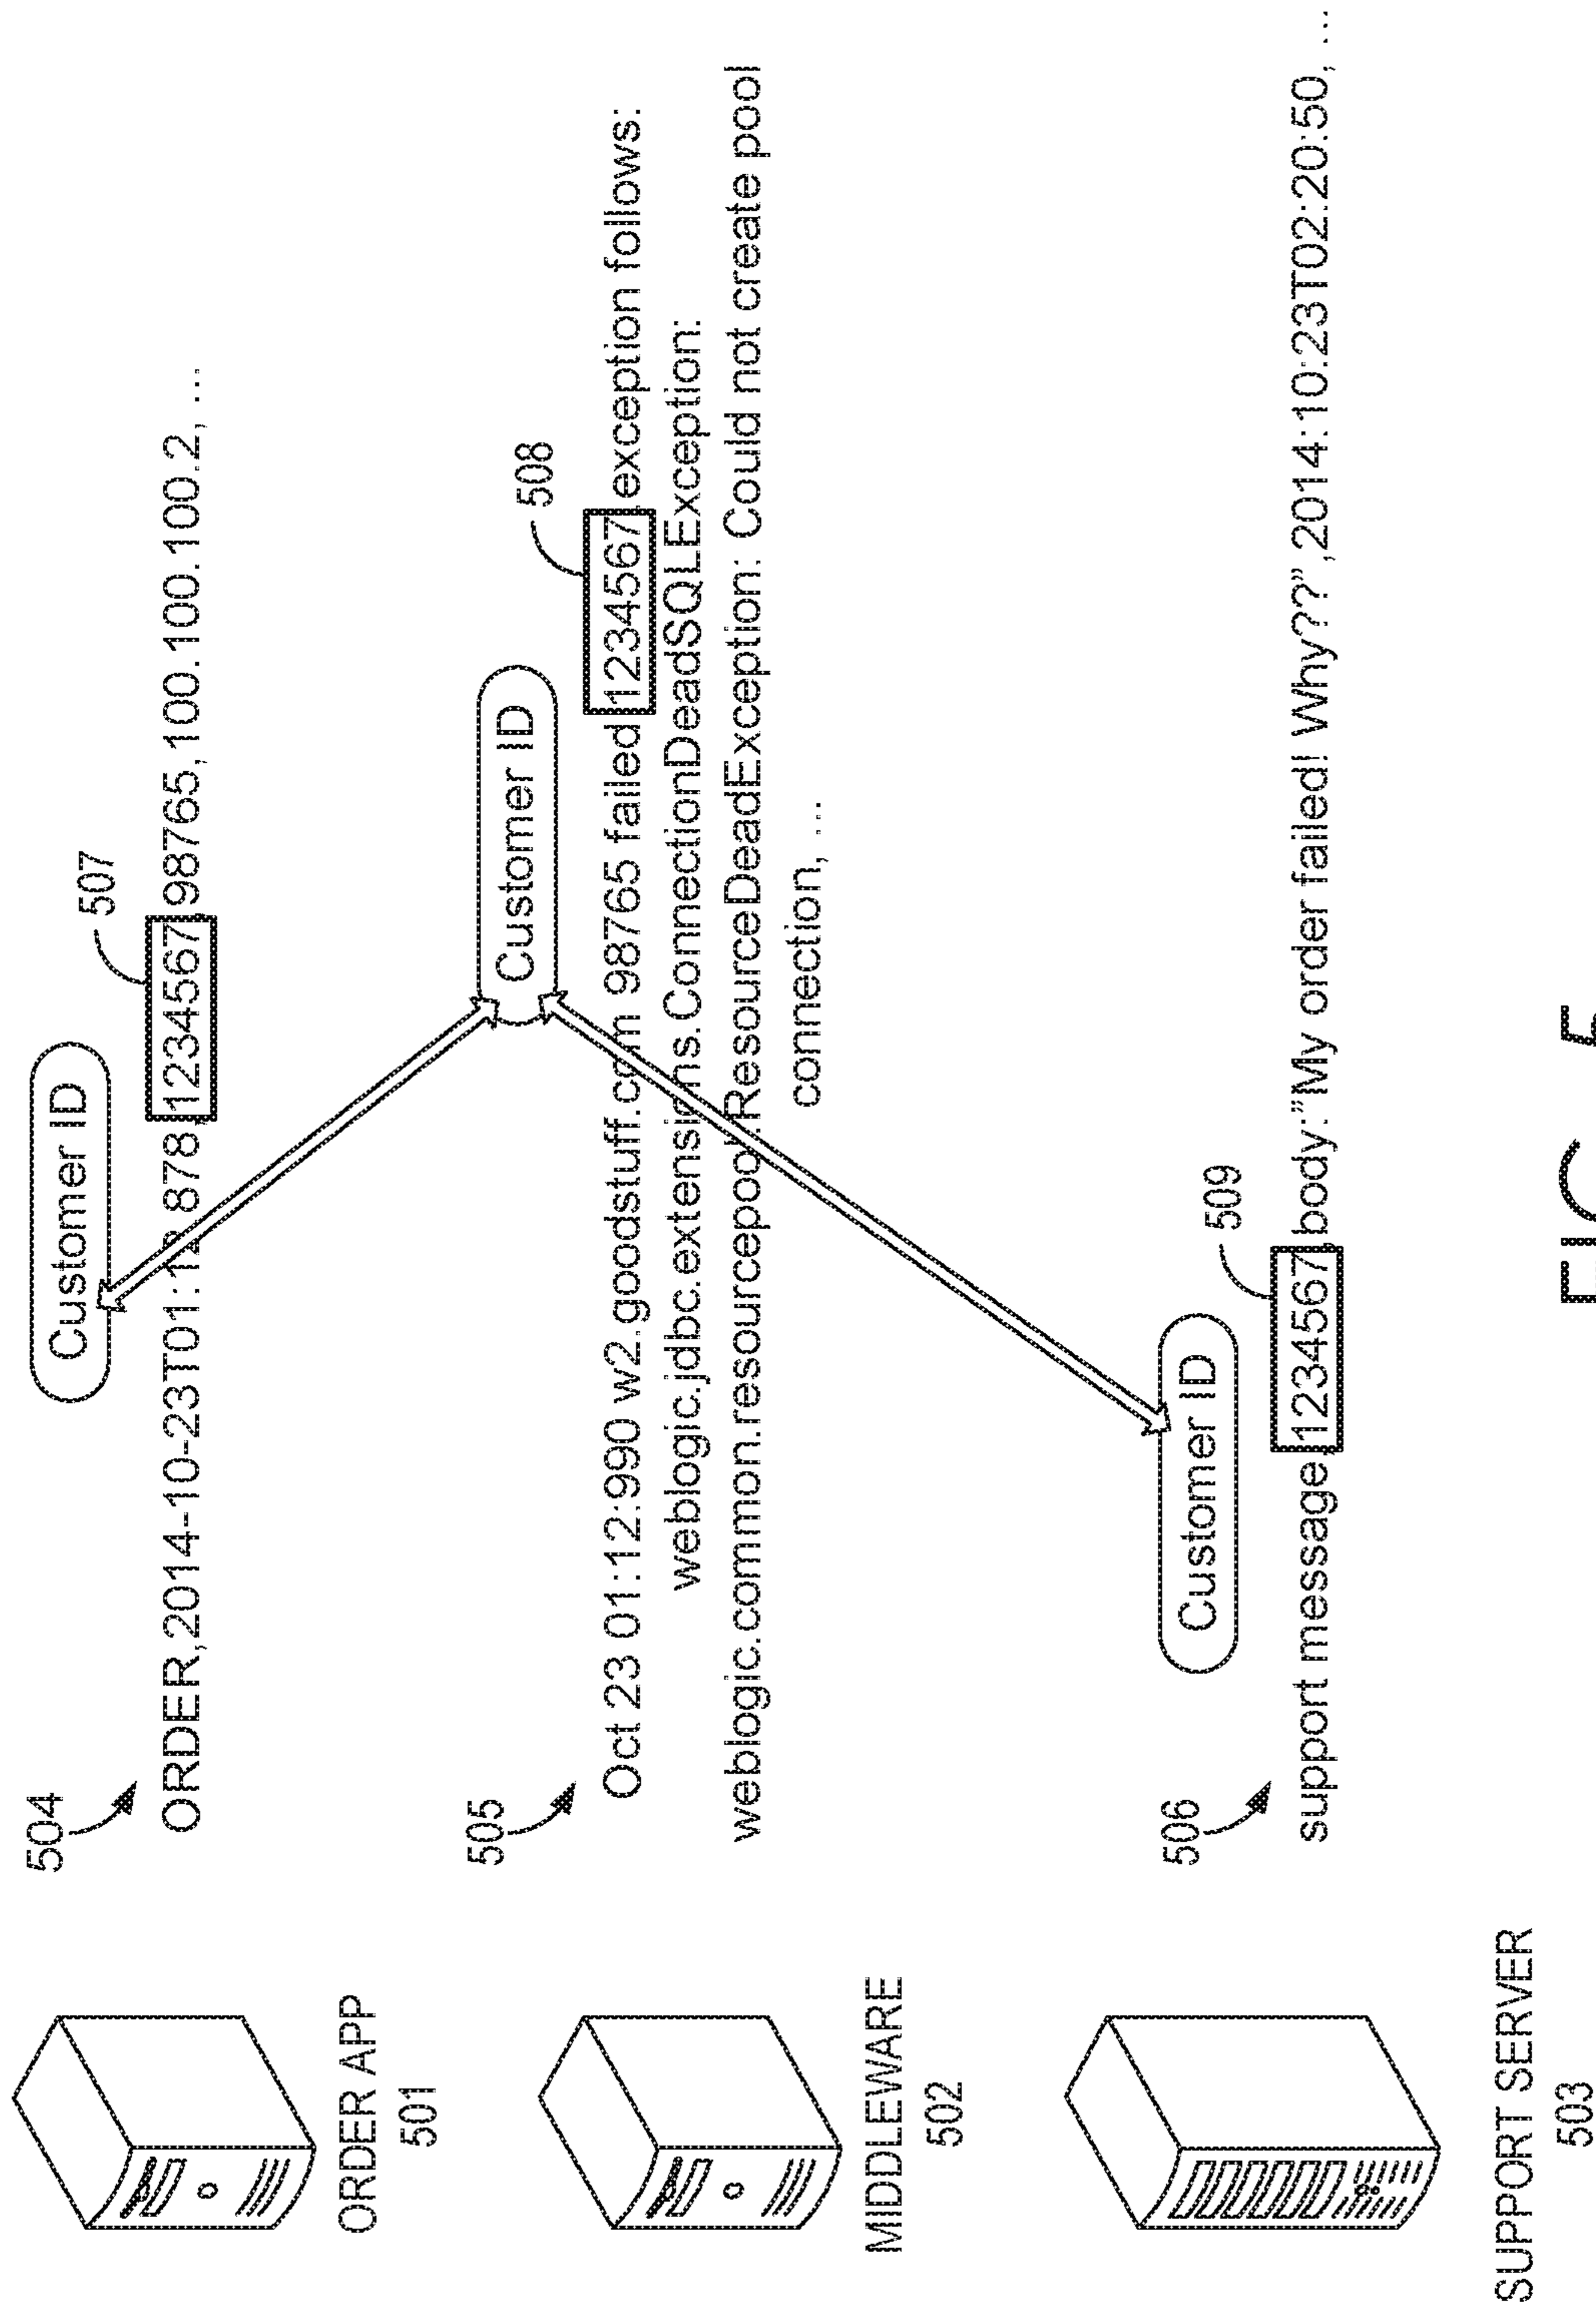 504
Customer ID
507
ORDER,2014-10-23T01:12:878,1234567,98765,100.100.100.2, ...
ORDER APP
501
505
Customer ID
508
Oct 23 01:12:990 w2.goodstuff.com 98765 failed 1234567 exception follows:
weblogic.jdbc.extensions.ConnectionDeadSQLException:
weblogic.common.resourcepool.ResourceDeadException: Could not create pool
connection, ...
MIDDLEWARE
502
506
Customer ID
509
support message,1234567,body:"My order failed! Why??",2014:10:23T02:20:50, ...
SUPPORT SERVER
503
FIG. 5